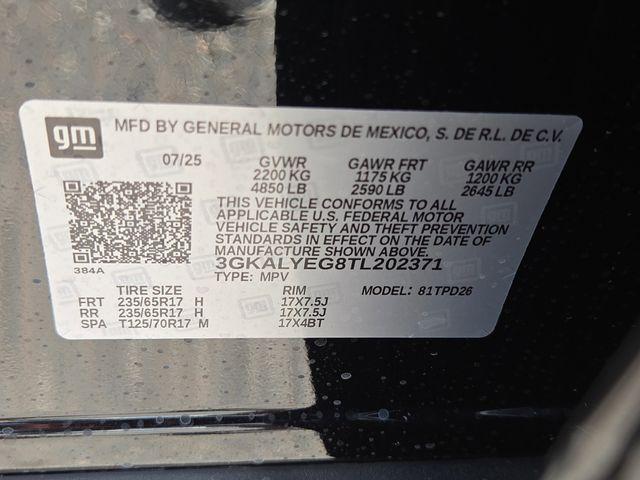 gm MFD BY GENERAL MOTORS DE MEXICO, S. DE R.L. DE C.V.
07/25 GVWR GAWR FRT GAWR RR
2200 KG 1175 KG 1200 KG
4850 LB 2590 LB 2645 LB
THIS VEHICLE CONFORMS TO ALL
APPLICABLE U.S. FEDERAL MOTOR
VEHICLE SAFETY AND THEFT PREVENTION
STANDARDS IN EFFECT ON THE DATE OF
MANUFACTURE SHOWN ABOVE.
384A 3GKALYEG8TL202371
TYPE: MPV
TIRE SIZE RIM MODEL: 81TPD26
FRT 235/65R17 H 17X7.5J
RR 235/65R17 H 17X7.5J
SPA T125/70R17 M 17X4BT